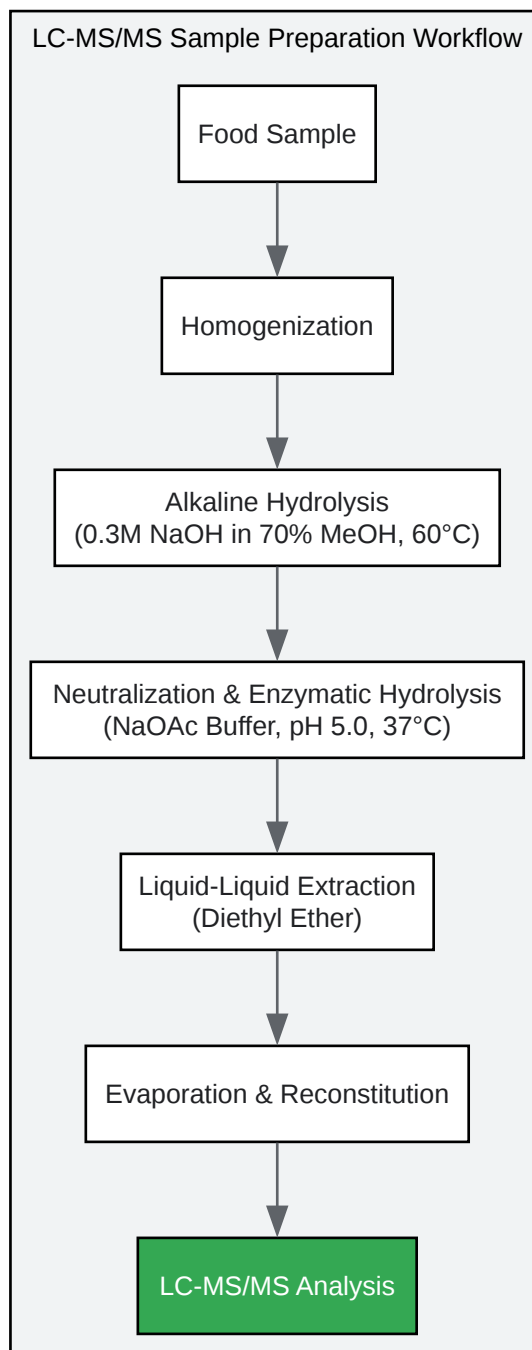 LC-MS/MS Sample Preparation Workflow
Food Sample
Homogenization
Alkaline Hydrolysis
(0.3M NaOH in 70% MeOH, 60°C)
Neutralization & Enzymatic Hydrolysis
(NaOAc Buffer, pH 5.0, 37°C)
Liquid-Liquid Extraction
(Diethyl Ether)
Evaporation & Reconstitution
LC-MS/MS Analysis